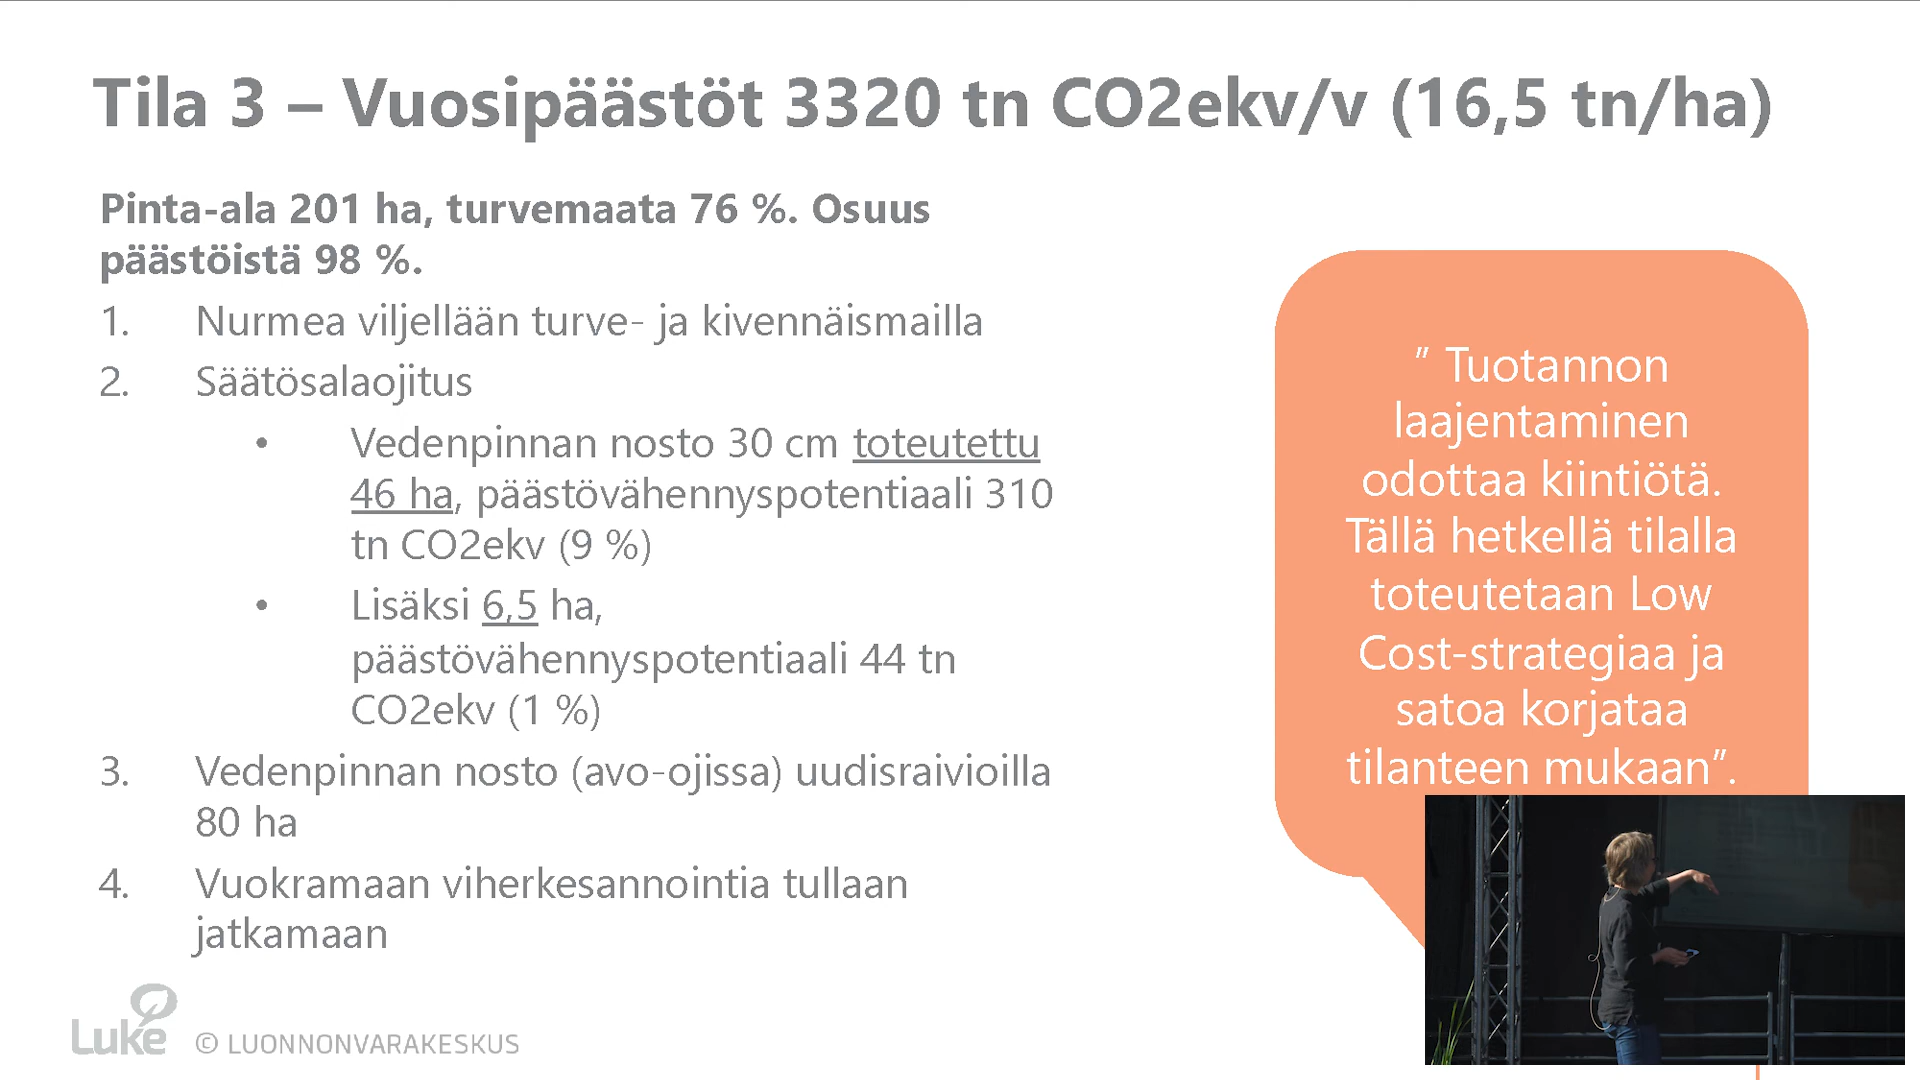 Tila 3 – Vuosipäästöt 3320 tn CO2ekv/v (16,5 tn/ha)
Pinta-ala 201 ha, turvemaata 76 %. Osuus
päästöistä 98 %.
1. Nurmea viljellään turve- ja kivennäismailla
2. Säätösalaojitus
• Vedenpinnan nosto 30 cm toteutettu
46 ha, päästövähennyspotentiaali 310
tn CO2ekv (9 %)
• Lisäksi 6,5 ha,
päästövähennyspotentiaali 44 tn
CO2ekv (1 %)
3. Vedenpinnan nosto (avo-ojissa) uudisraivioilla
80 ha
4. Vuokramaan viherkesannointia tullaan
jatkamaan
" Tuotannon
laajentaminen
odottaa kiintiötä.
Tällä hetkellä tilalla
toteutetaan Low
Cost-strategiaa ja
satoa korjataa
tilanteen mukaan".
Luke
© LUONNONVARAKESKUS